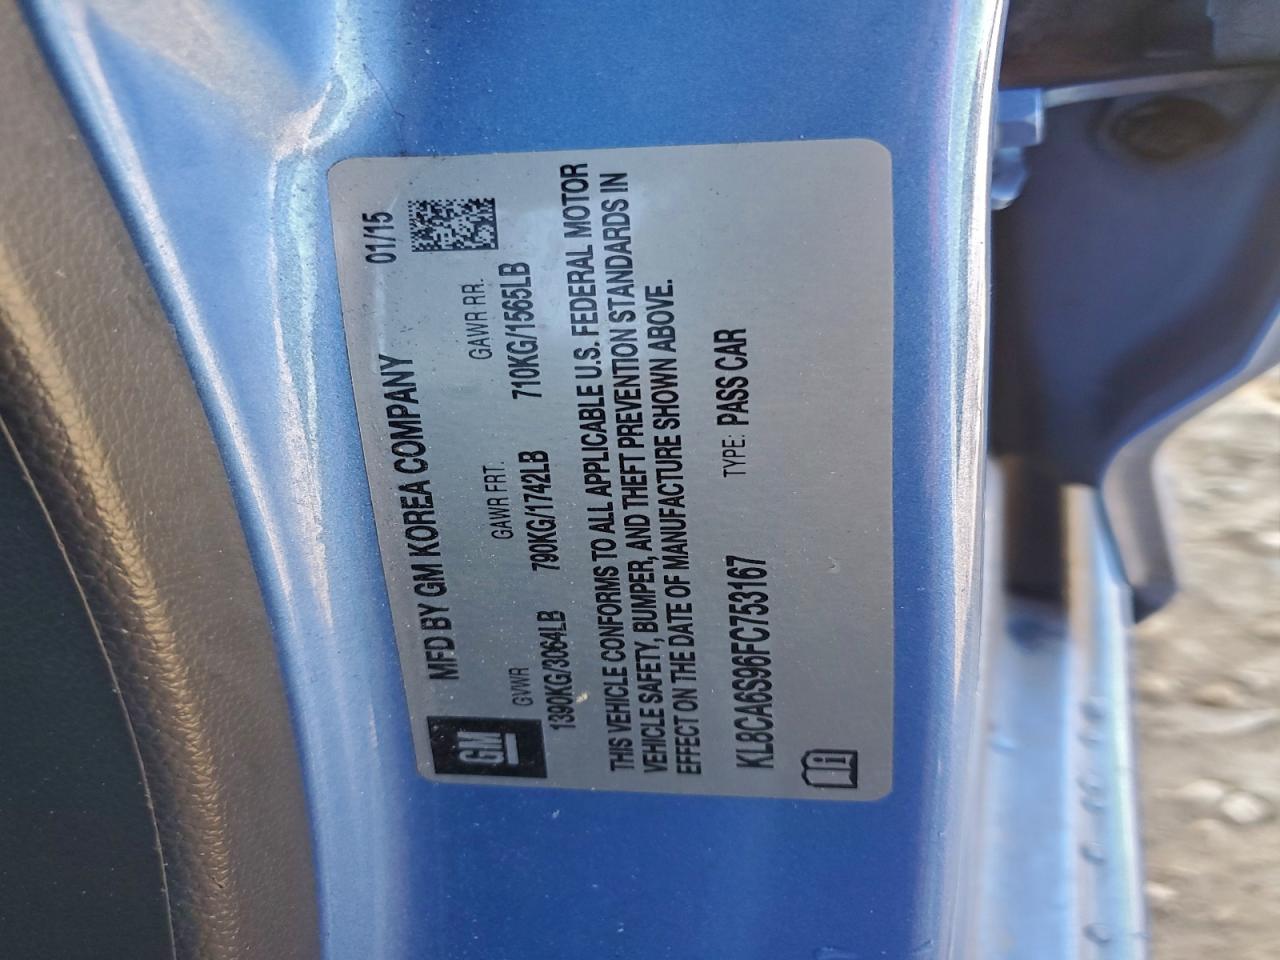 GM
MFD BY GM KOREA COMPANY 01/15
GVWR GAWR FRT. GAWR RR.
1390KG/3064LB 790KG/1742LB 710KG/1565LB
THIS VEHICLE CONFORMS TO ALL APPLICABLE U.S. FEDERAL MOTOR
VEHICLE SAFETY, BUMPER, AND THEFT PREVENTION STANDARDS IN
EFFECT ON THE DATE OF MANUFACTURE SHOWN ABOVE.
KL8CA6S96FC753167 TYPE: PASS CAR